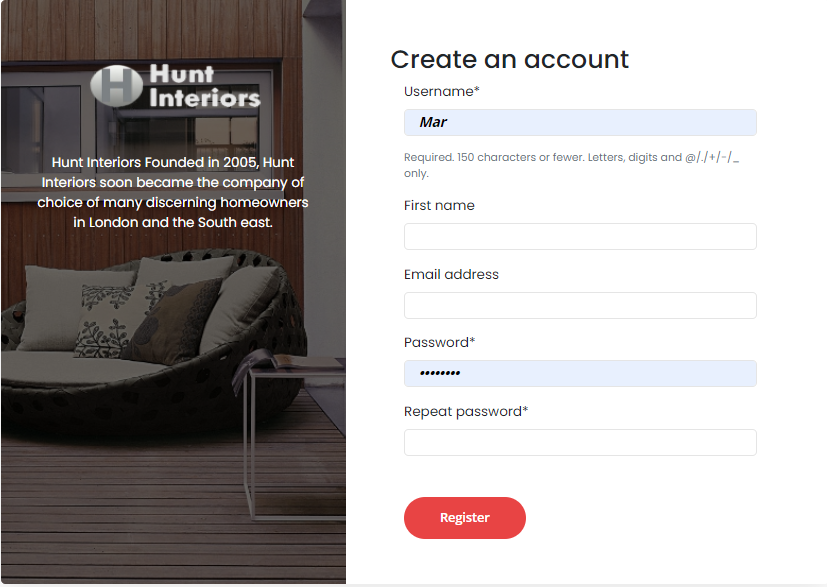 Hunt
Interiors
Hunt Interiors Founded in 2005, Hunt
Interiors soon became the company of
choice of many discerning homeowners
in London and the South east.
Create an account
Username*
Mar
Required. 150 characters or fewer. Letters, digits and @/./+/-/_
only.
First name
Email address
Password*
••••••••
Repeat password*
Register